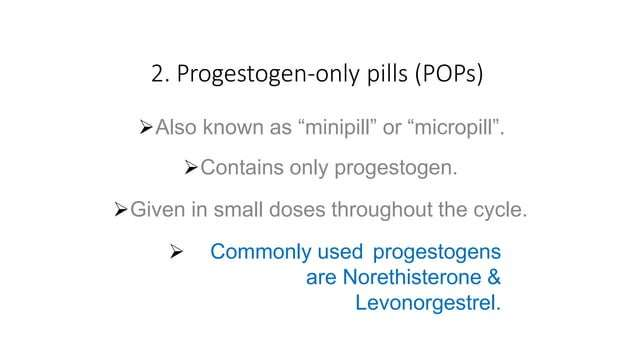 2. Progestogen-only pills (POPs)
➢Also known as “minipill” or “micropill”.
➢Contains only progestogen.
➢Given in small doses throughout the cycle.
➢ Commonly used progestogens
are Norethisterone &
Levonorgestrel.